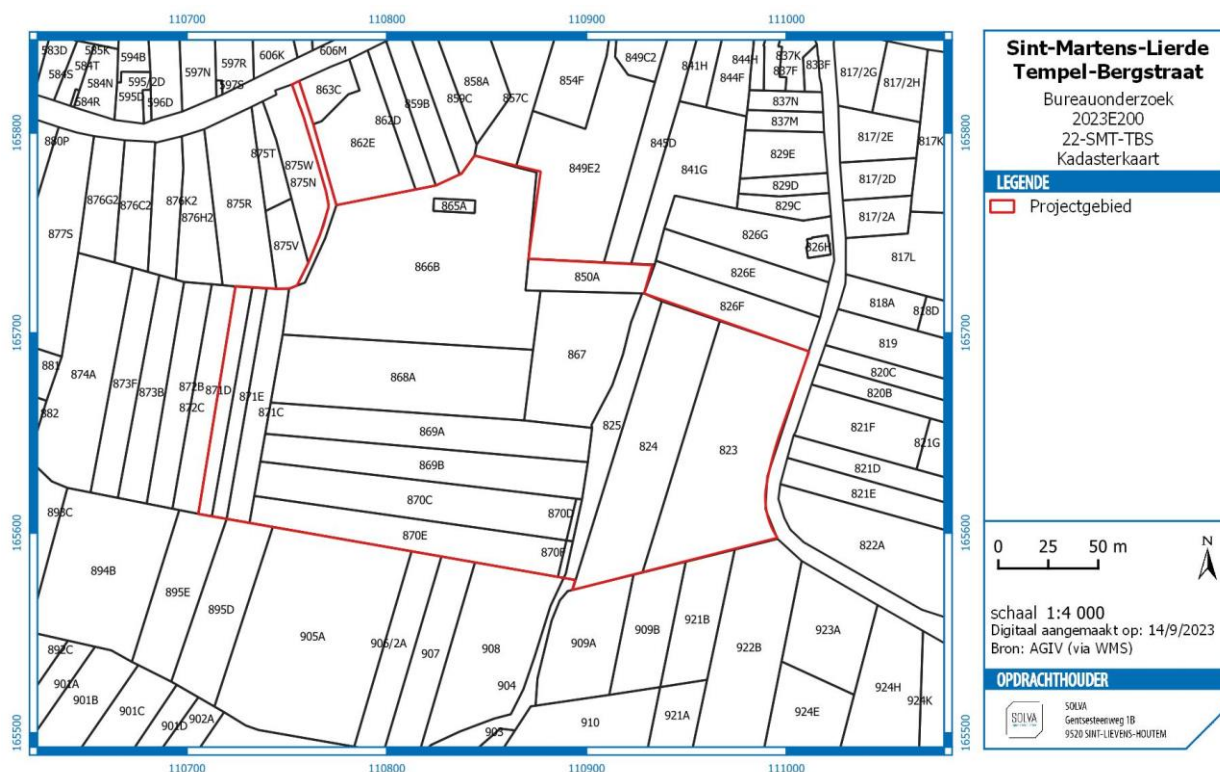 110700 110800 110900 111000
583D 585K 594B 597N 597R 606K 606M 849C2 841H 844H 837K 833F 817/2G
584S 584T 584N 595/2D 597S 863C 858A 854F 844F 837F 817/2H
584R 595D 596D 859B 859C 857C 837N
165800 880P 862D 862E 845D 837M 817/2E 817K 165800
875T 875W 875N 849E2 841G 829E
876G2 876C2 876K2 876H2 875R 829D 817/2D
877S 875V 865A 829C 817/2A
866B 826G 826H 817L
850A 826E
826F 818A 818D
165700 867 819 165700
881 874A 873F 873B 872B 871D 871E 868A 820C
882 872C 871C 820B
869A 825 824 823 821F 821G
869B 821D
870C 870D 821E
165600 893C 870E 870F 822A 165600
894B 895E 895D
905A 906/2A 907 908 909A 909B 921B 922B 923A
892C 901A 901B 904 924H 924K
901C 901D 902A 903 910 921A 924E
165500 165500
110700 110800 110900 111000
Sint-Martens-Lierde
Tempel-Bergstraat
Bureauonderzoek
2023E200
22-SMT-TBS
Kadasterkaart
LEGENDE
Projectgebied
0 25 50 m
N
schaal 1:4 000
Digitaal aangemaakt op: 14/9/2023
Bron: AGIV (via WMS)
OPDRACHTHOUDER
SOLVA
SOLVA
Gentsesteenweg 1B
9520 SINT-LIEVENS-HOUTEM